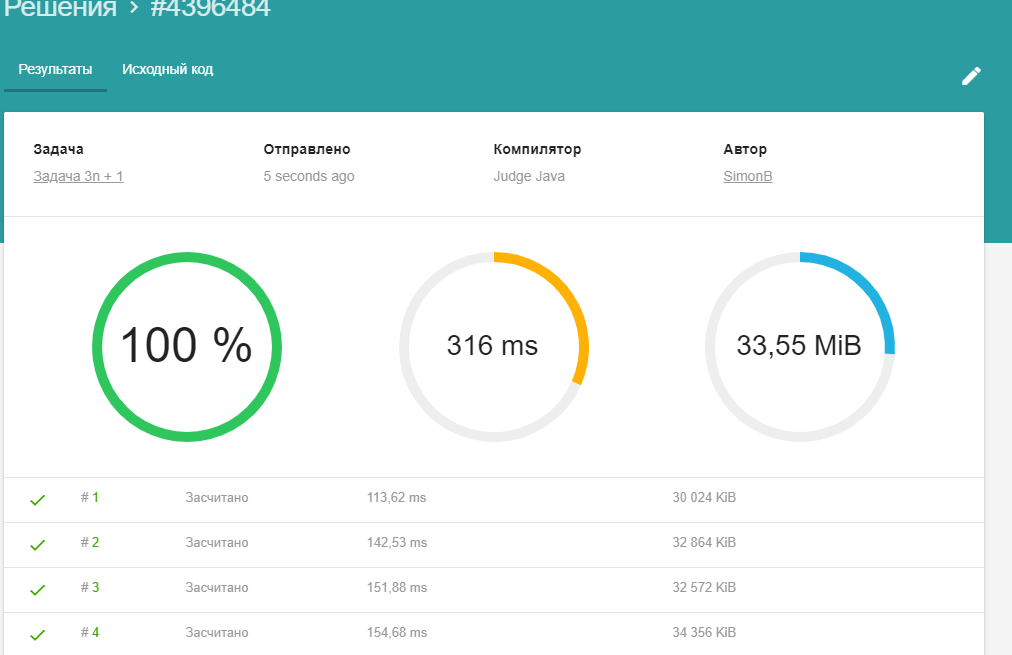 Решения › #4396484
Результаты Исходный код
Задача Отправлено Компилятор Автор
Задача 3n + 1 5 seconds ago Judge Java SimonB
100 % 316 ms 33,55 MiB
# 1 Засчитано 113,62 ms 30 024 KiB
# 2 Засчитано 142,53 ms 32 864 KiB
# 3 Засчитано 151,88 ms 32 572 KiB
# 4 Засчитано 154,68 ms 34 356 KiB